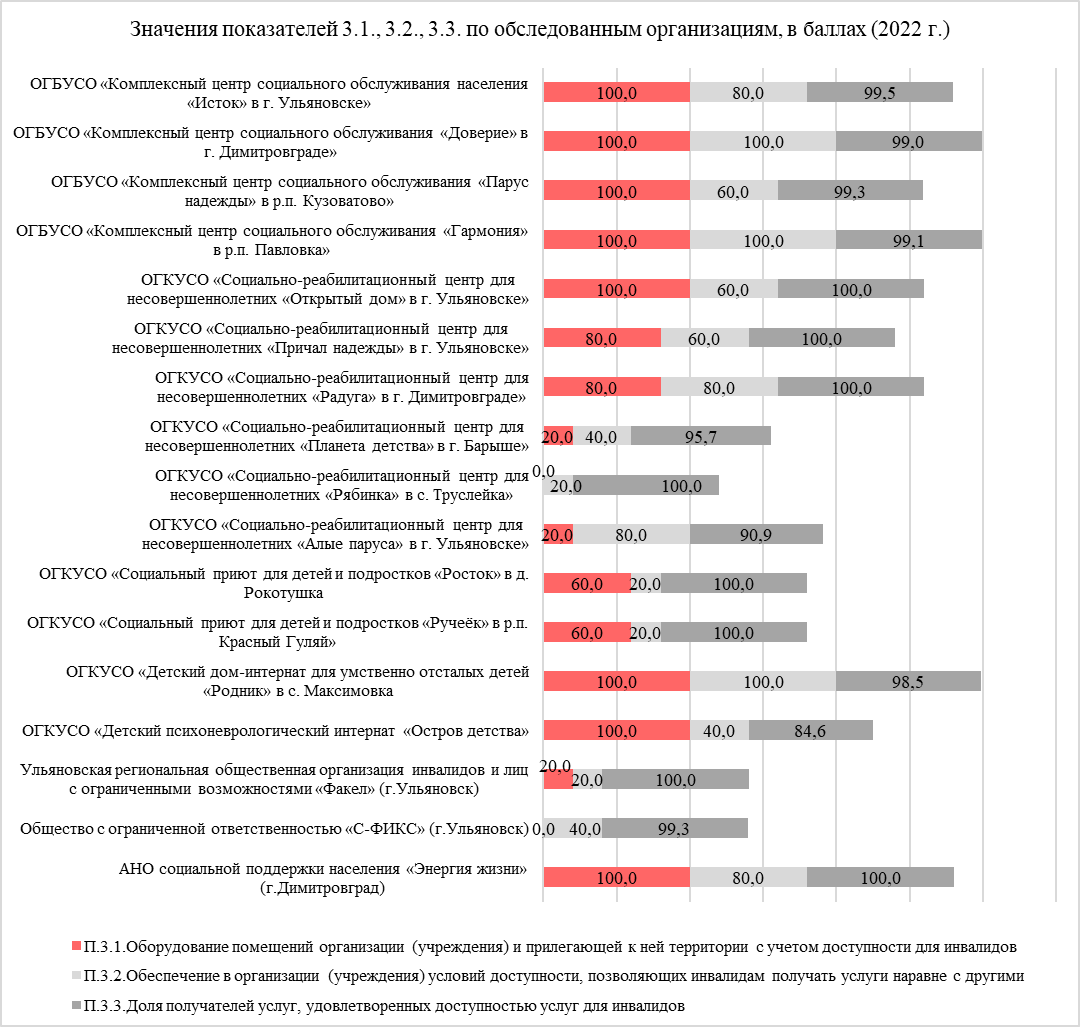 Значения показателей 3.1., 3.2., 3.3. по обследованным организациям, в баллах (2022 г.)
ОГБУСО «Комплексный центр социального обслуживания населения
«Исток» в г. Ульяновске»
100,0 80,0 99,5
ОГБУСО «Комплексный центр социального обслуживания «Доверие» в
г. Димитровграде»
100,0 100,0 99,0
ОГБУСО «Комплексный центр социального обслуживания «Парус
надежды» в р.п. Кузоватово»
100,0 60,0 99,3
ОГБУСО «Комплексный центр социального обслуживания «Гармония»
в р.п. Павловка»
100,0 100,0 99,1
ОГКУСО «Социально-реабилитационный центр для
несовершеннолетних «Открытый дом» в г. Ульяновске»
100,0 60,0 100,0
ОГКУСО «Социально-реабилитационный центр для
несовершеннолетних «Причал надежды» в г. Ульяновске»
80,0 60,0 100,0
ОГКУСО «Социально-реабилитационный центр для
несовершеннолетних «Радуга» в г. Димитровграде»
80,0 80,0 100,0
ОГКУСО «Социально-реабилитационный центр для
несовершеннолетних «Планета детства» в г. Барыше»
20,0 40,0 95,7
ОГКУСО «Социально-реабилитационный центр для
несовершеннолетних «Рябинка» в с. Труслейка»
0,0 20,0 100,0
ОГКУСО «Социально-реабилитационный центр для
несовершеннолетних «Алые паруса» в г. Ульяновске»
20,0 80,0 90,9
ОГКУСО «Социальный приют для детей и подростков «Росток» в д.
Рокотушка
60,0 20,0 100,0
ОГКУСО «Социальный приют для детей и подростков «Ручеёк» в р.п.
Красный Гуляй»
60,0 20,0 100,0
ОГКУСО «Детский дом-интернат для умственно отсталых детей
«Родник» в с. Максимовка
100,0 100,0 98,5
ОГКУСО «Детский психоневрологический интернат «Остров детства»
100,0 40,0 84,6
Ульяновская региональная общественная организация инвалидов и лиц
с ограниченными возможностями «Факел» (г.Ульяновск)
20,0 20,0 100,0
Общество с ограниченной ответственностью «С-ФИКС» (г.Ульяновск)
0,0 40,0 99,3
АНО социальной поддержки населения «Энергия жизни»
(г.Димитровград)
100,0 80,0 100,0
П.3.1.Оборудование помещений организации (учреждения) и прилегающей к ней территории с учетом доступности для инвалидов
П.3.2.Обеспечение в организации (учреждения) условий доступности, позволяющих инвалидам получать услуги наравне с другими
П.3.3.Доля получателей услуг, удовлетворенных доступностью услуг для инвалидов